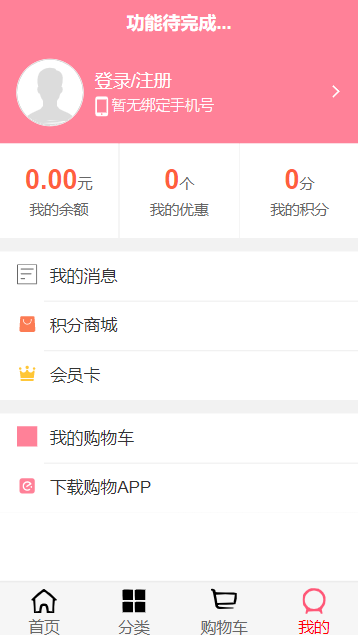 功能待完成...
登录/注册
暂无绑定手机号
0.00元 0个 0分
我的余额 我的优惠 我的积分
我的消息
积分商城
会员卡
我的购物车
下载购物APP
首页 分类 购物车 我的